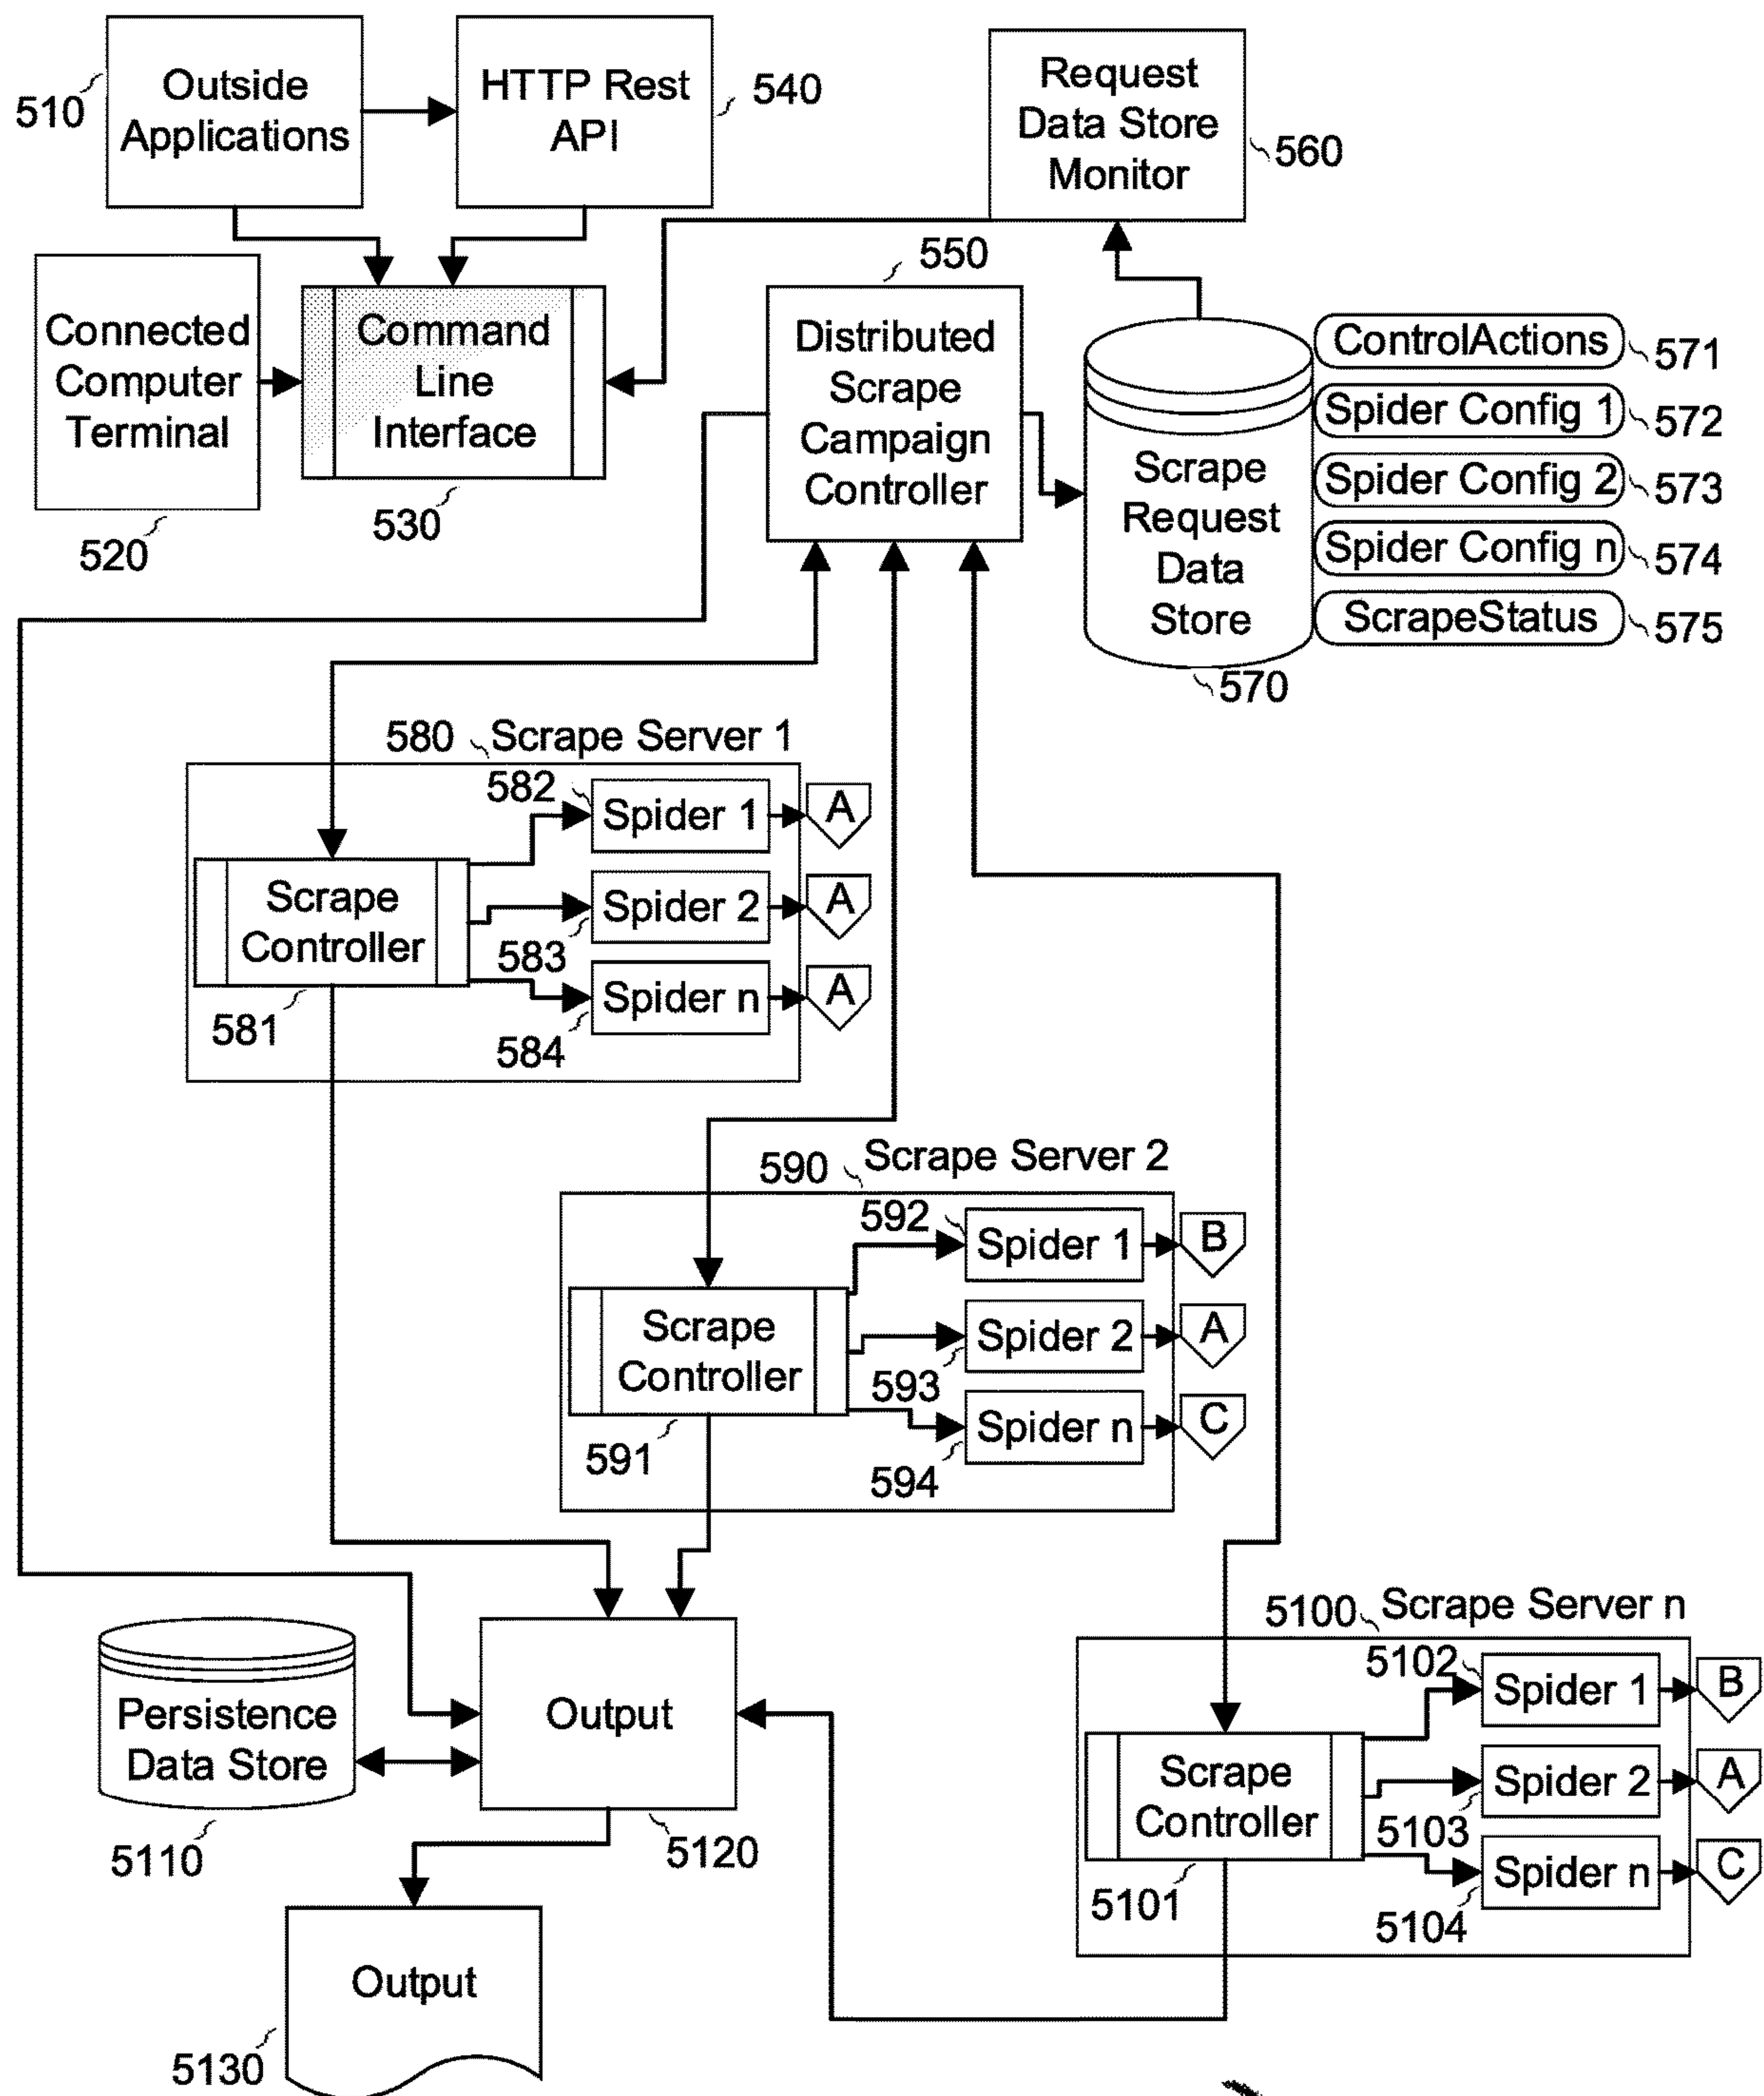 510
Outside
Applications
HTTP Rest
API
540
Request
Data Store
Monitor
560
Connected
Computer
Terminal
520
Command
Line
Interface
530
550
Distributed
Scrape
Campaign
Controller
Scrape
Request
Data
Store
570
ControlActions
571
Spider Config 1
572
Spider Config 2
573
Spider Config n
574
ScrapeStatus
575
580
Scrape Server 1
582
Spider 1
A
Scrape
Controller
581
583
Spider 2
A
584
Spider n
A
590
Scrape Server 2
592
Spider 1
B
Scrape
Controller
591
593
Spider 2
A
594
Spider n
C
5100
Scrape Server n
5102
Spider 1
B
Scrape
Controller
5101
5103
Spider 2
A
5104
Spider n
C
Persistence
Data Store
5110
Output
5120
Output
5130